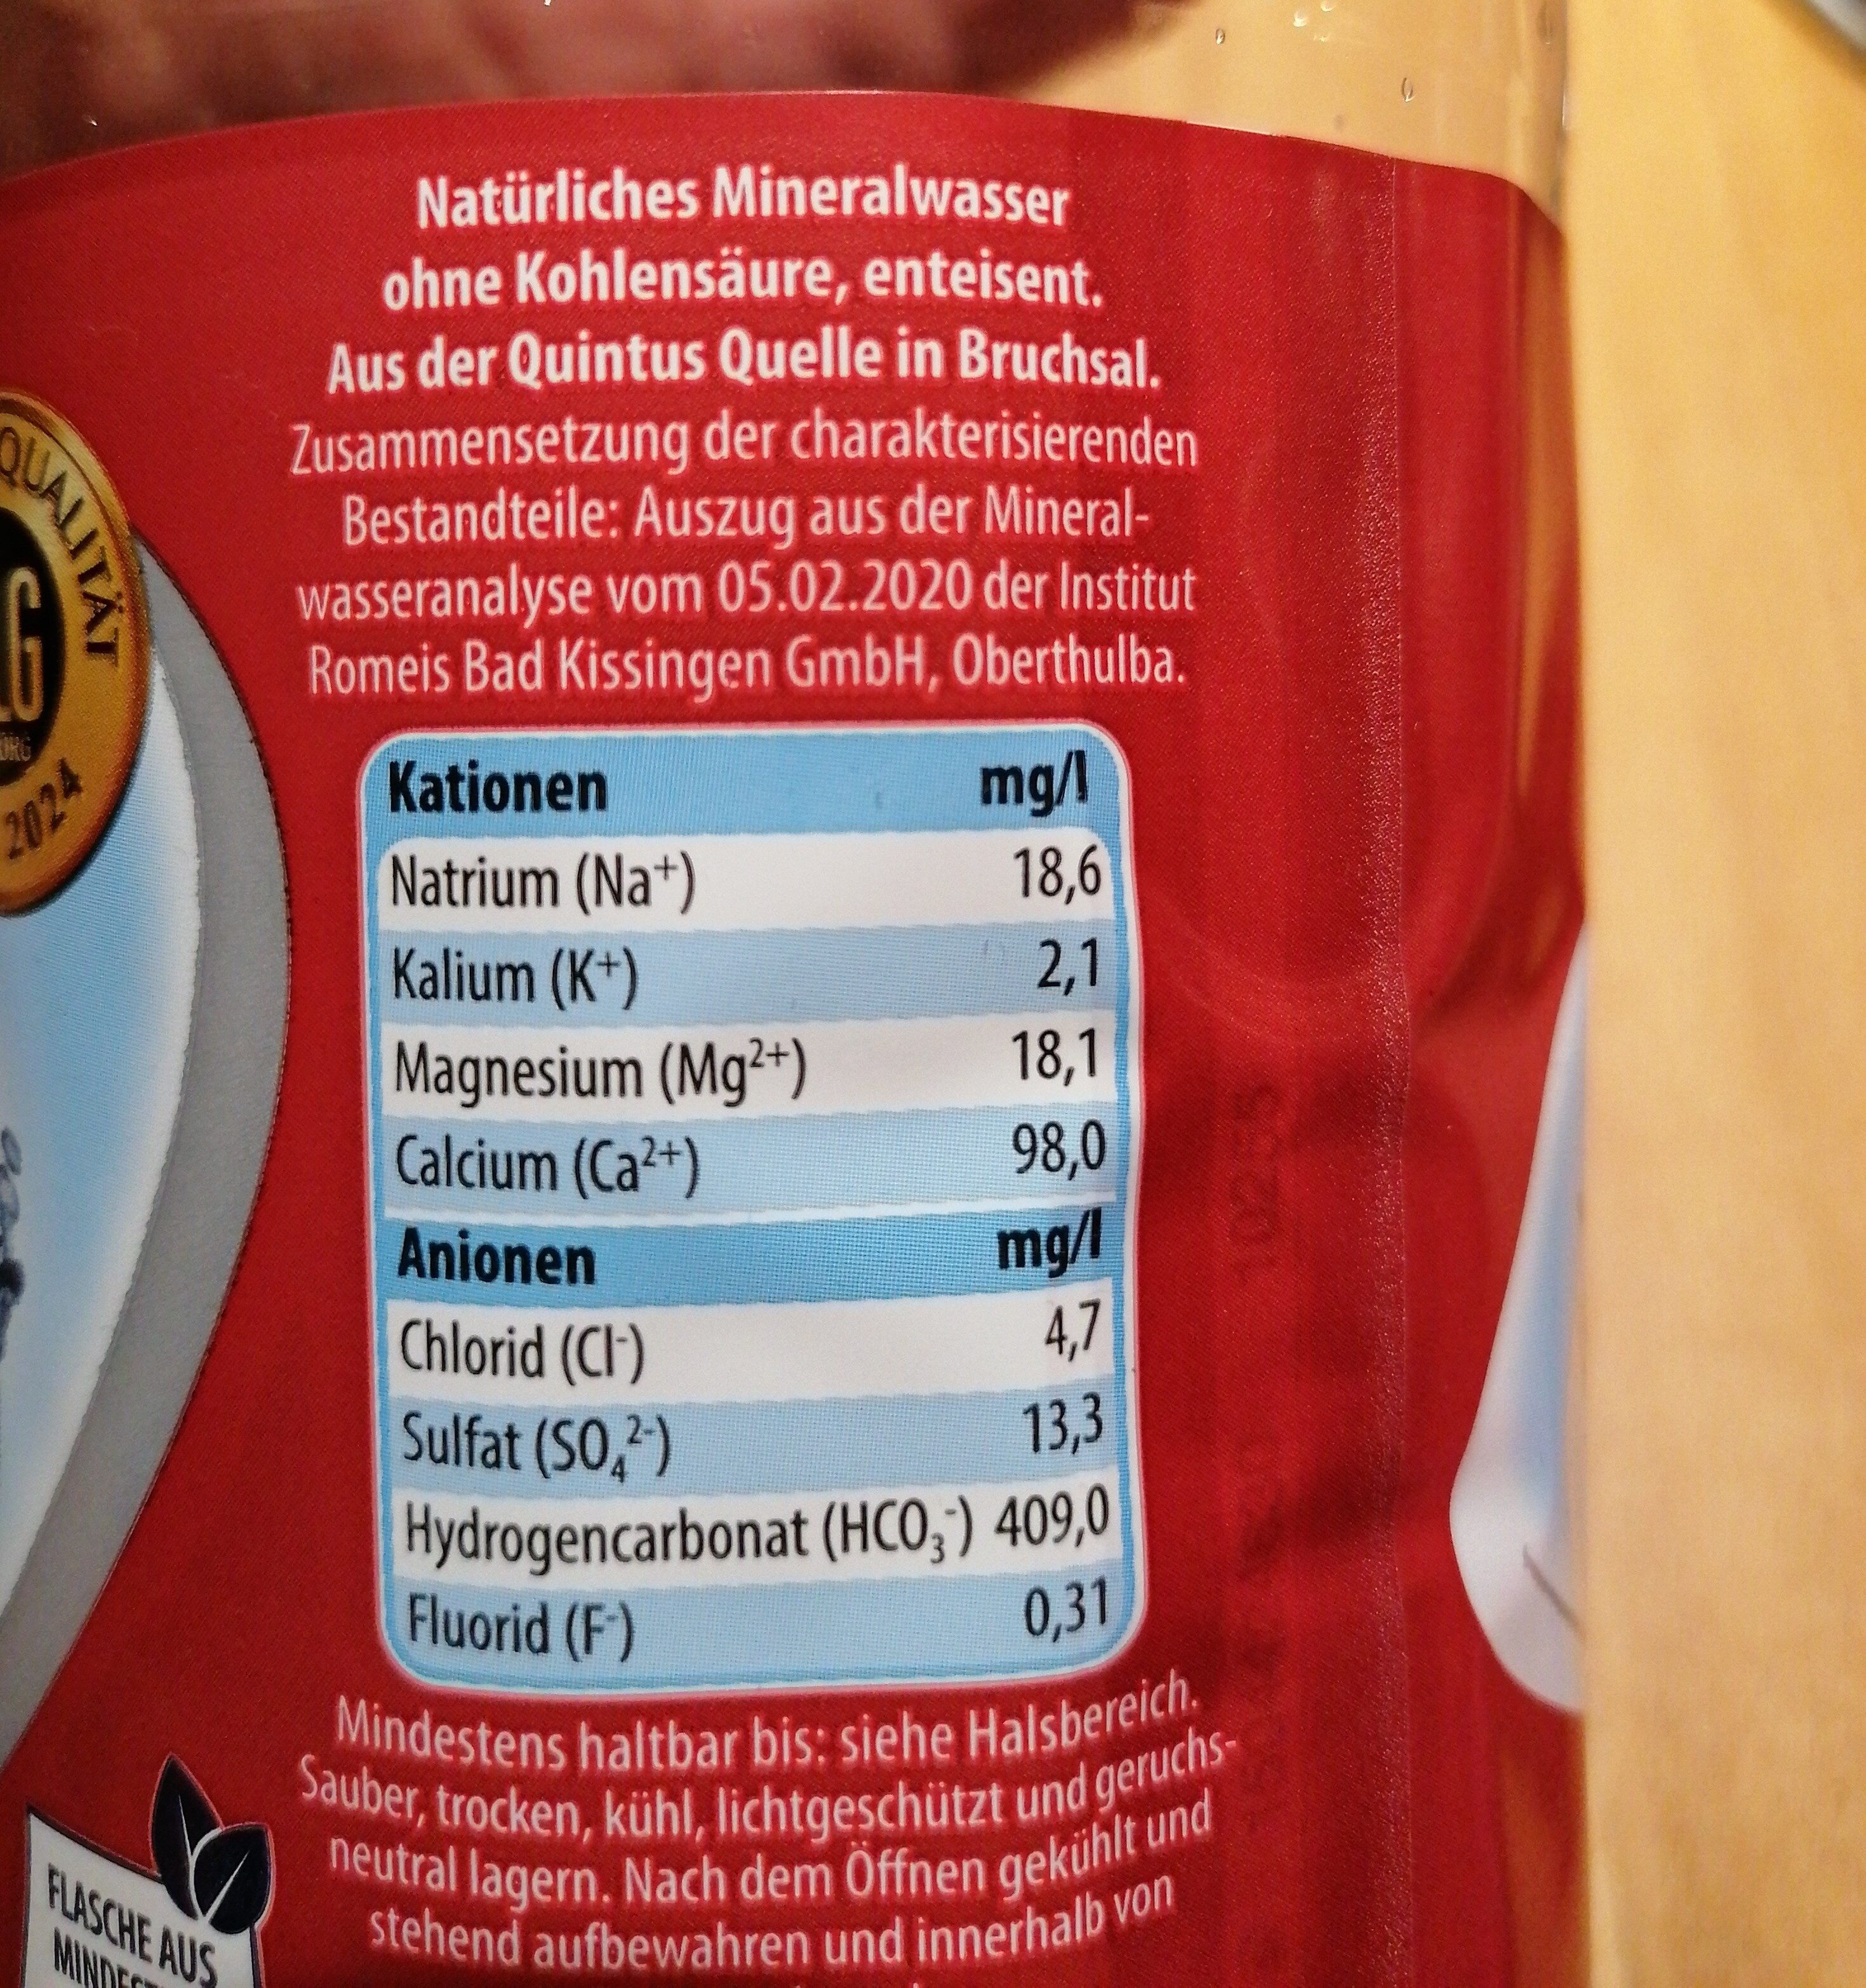 Natürliches Mineralwasser
ohne Kohlensäure, enteisent.
Aus der Quintus Quelle in Bruchsal.
Zusammensetzung der charakterisierenden
Bestandteile: Auszug aus der Mineral-
wasseranalyse vom 05.02.2020 der Institut
Romeis Bad Kissingen GmbH, Oberthulba.
QUALITÄT
2024
Kationen mg/l
Natrium (Na⁺) 18,6
Kalium (K⁺) 2,1
Magnesium (Mg²⁺) 18,1
Calcium (Ca²⁺) 98,0
Anionen mg/l
Chlorid (Cl⁻) 4,7
Sulfat (SO₄²⁻) 13,3
Hydrogencarbonat (HCO₃⁻) 409,0
Fluorid (F⁻) 0,31
Mindestens haltbar bis: siehe Halsbereich.
Sauber, trocken, kühl, lichtgeschützt und geruchs-
neutral lagern. Nach dem Öffnen gekühlt und
stehend aufbewahren und innerhalb von
FLASCHE AUS